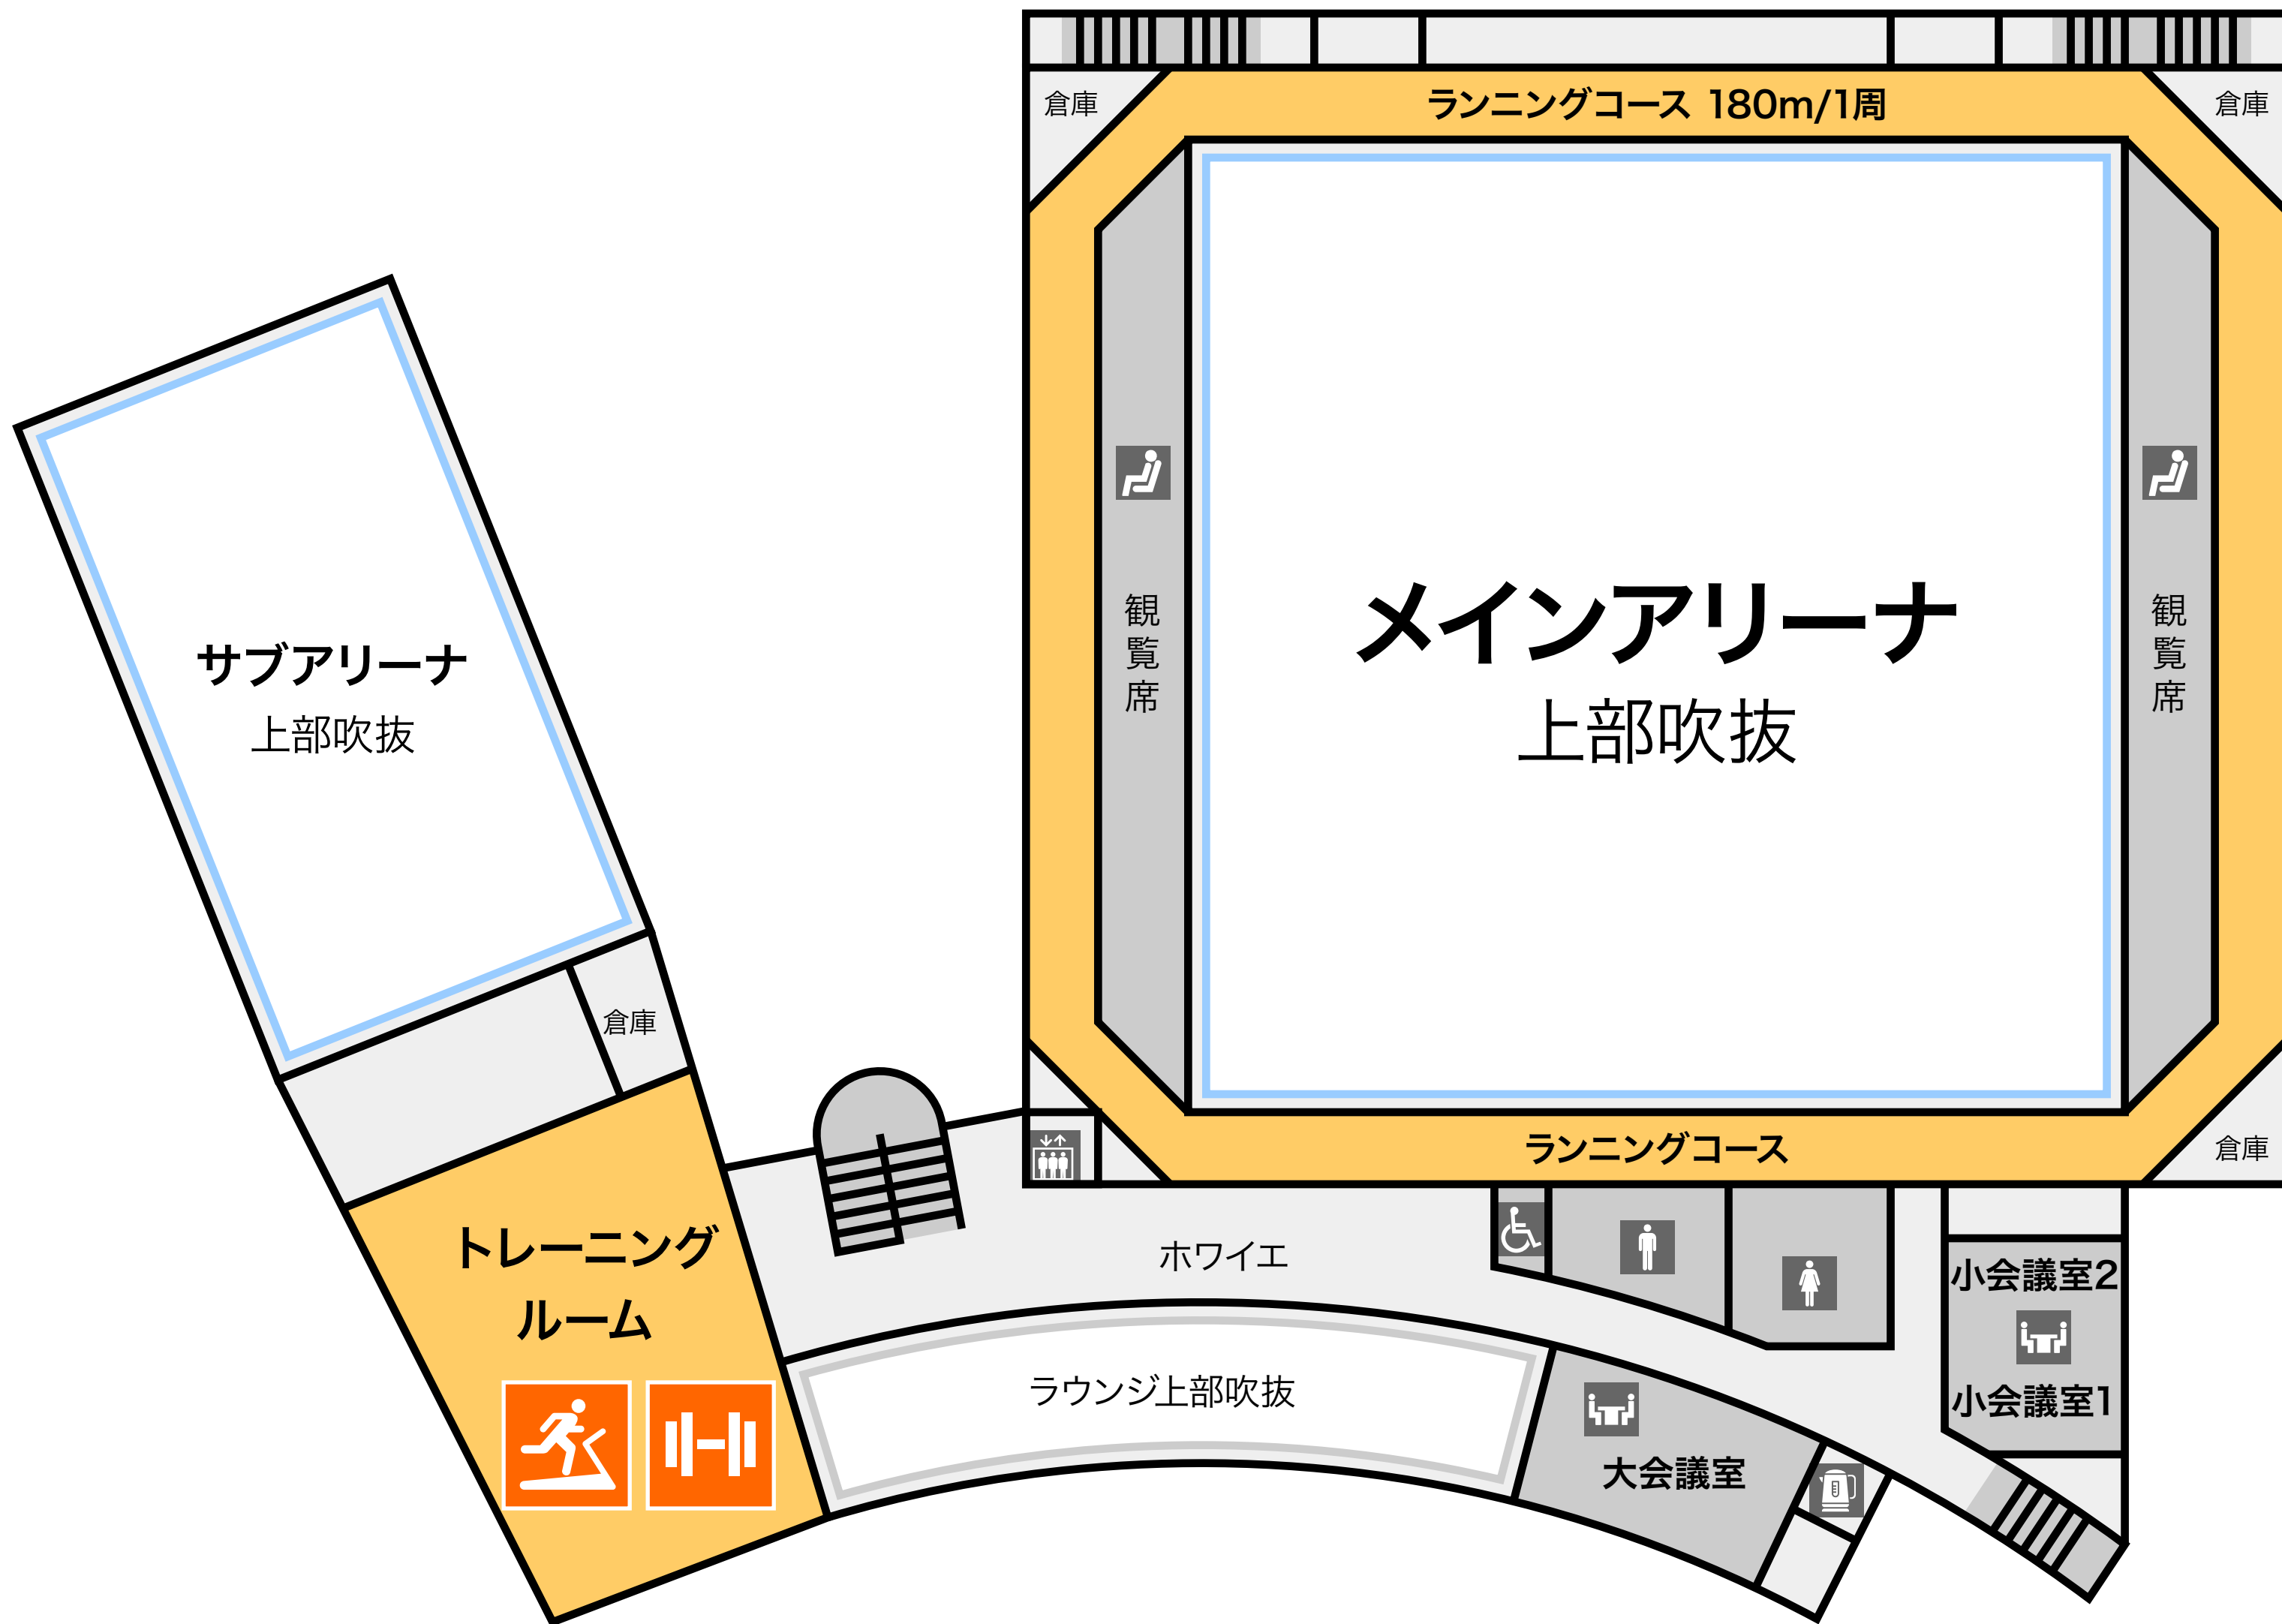 ランニングコース 180m/1周
倉庫
倉庫
観覧席
観覧席
メインアリーナ
上部吹抜
サブアリーナ
上部吹抜
倉庫
ランニングコース
倉庫
トレーニング
ルーム
ホワイエ
ラウンジ上部吹抜
小会議室2
小会議室1
大会議室